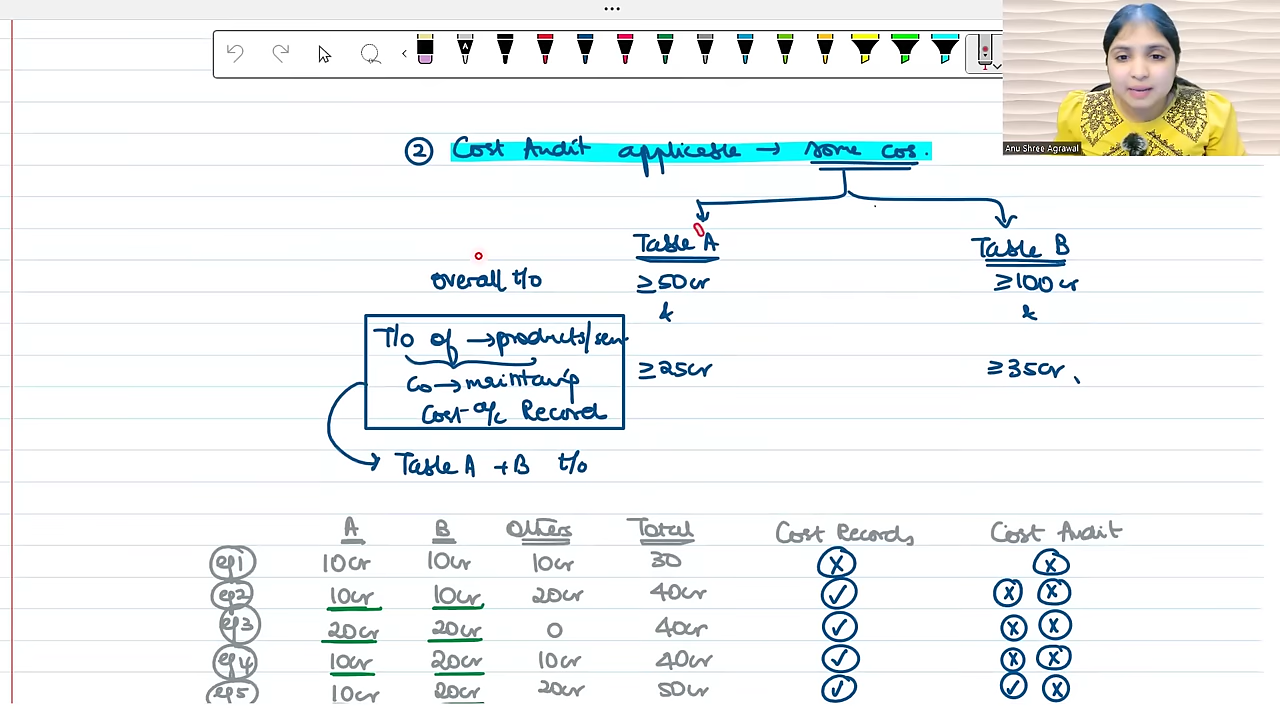 ② Cost Audit applicable → some cos.
Table A Table B
overall t/o ≥50cr ≥100cr
& &
T/o of → products/serv
≥25cr ≥35cr
Co → maintain'g
Cost a/c Record
Table A + B t/o
A B Others Total Cost Records Cost Audit
eg1 10cr 10cr 10cr 30 x x
eg2 10cr 10cr 20cr 40cr ✓ x x
eg3 20cr 20cr 0 40cr ✓ x x
eg4 10cr 20cr 10cr 40cr ✓ x x
eg5 10cr 20cr 20cr 50cr ✓ ✓ x
Anu Shree Agrawal